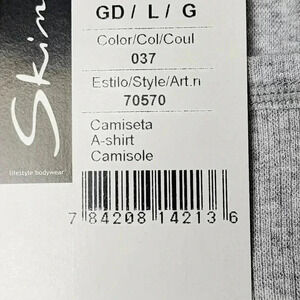 GD / L / G
Color/Col/Coul
037
Estilo/Style/Art.n
70570
Camiseta
A-shirt
Camisole
7 84208 14213 6
Skin
lifestyle bodywear